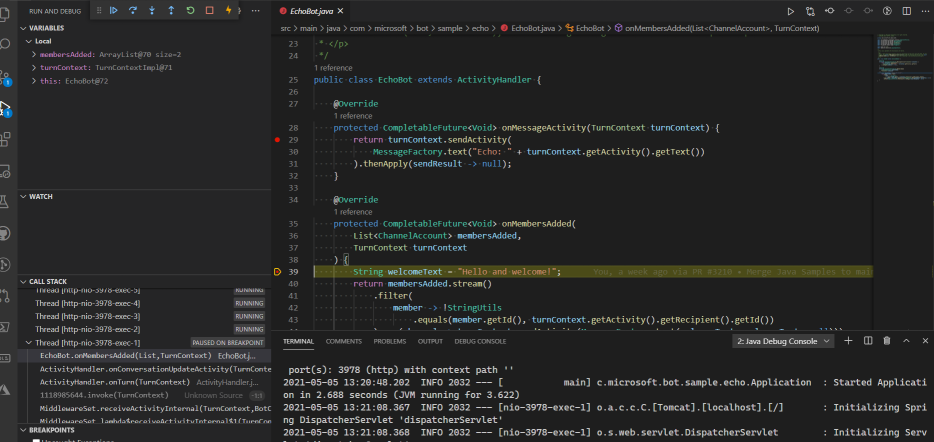 RUN AND DEBUG
VARIABLES
Local
membersAdded: ArrayList@70 size=2
turnContext: TurnContextImpl@71
this: EchoBot@72
WATCH
CALL STACK
Thread [http-nio-3978-exec-5] RUNNING
Thread [http-nio-3978-exec-4] RUNNING
Thread [http-nio-3978-exec-3] RUNNING
Thread [http-nio-3978-exec-2] RUNNING
Thread [http-nio-3978-exec-1] PAUSED ON BREAKPOINT
EchoBot.onMembersAdded(List,TurnContext) EchoBot.j...
ActivityHandler.onConversationUpdateActivity(TurnConte
ActivityHandler.onTurn(TurnContext) ActivityHandler.j...
1118985644.invoke(TurnContext) Unknown Source
MiddlewareSet.receiveActivityInternal(TurnContext,BotC
MiddlewareSet.lambda$receiveActivityInternal$1(TurnCon
BREAKPOINTS
Uncaught Exceptions
EchoBot.java
src > main > java > com > microsoft > bot > sample > echo > EchoBot.java > EchoBot > onMembersAdded(List<ChannelAccount>, TurnContext)
23 * </p>
24 */
1 reference
25 public class EchoBot extends ActivityHandler {
26
27 @Override
1 reference
28 protected CompletableFuture<Void> onMessageActivity(TurnContext turnContext) {
29 return turnContext.sendActivity(
30 MessageFactory.text("Echo: " + turnContext.getActivity().getText())
31 ).thenApply(sendResult -> null);
32 }
33
34 @Override
1 reference
35 protected CompletableFuture<Void> onMembersAdded(
36 List<ChannelAccount> membersAdded,
37 TurnContext turnContext
38 ) {
39 String welcomeText = "Hello and welcome!"; You, a week ago via PR #3210 • Merge Java Samples to mai
40 return membersAdded.stream()
41 .filter(
42 member -> !StringUtils
43 .equals(member.getId(), turnContext.getActivity().getRecipient().getId())
TERMINAL COMMENTS PROBLEMS OUTPUT DEBUG CONSOLE 2: Java Debug Console
port(s): 3978 (http) with context path ''
2021-05-05 13:20:48.202 INFO 2032 --- [ main] c.microsoft.bot.sample.echo.Application : Started Applicati
on in 2.688 seconds (JVM running for 3.622)
2021-05-05 13:21:08.367 INFO 2032 --- [nio-3978-exec-1] o.a.c.c.C.[Tomcat].[localhost].[/] : Initializing Spri
ng DispatcherServlet 'dispatcherServlet'
2021-05-05 13:21:08.368 INFO 2032 --- [nio-3978-exec-1] o.s.web.servlet.DispatcherServlet : Initializing Servl